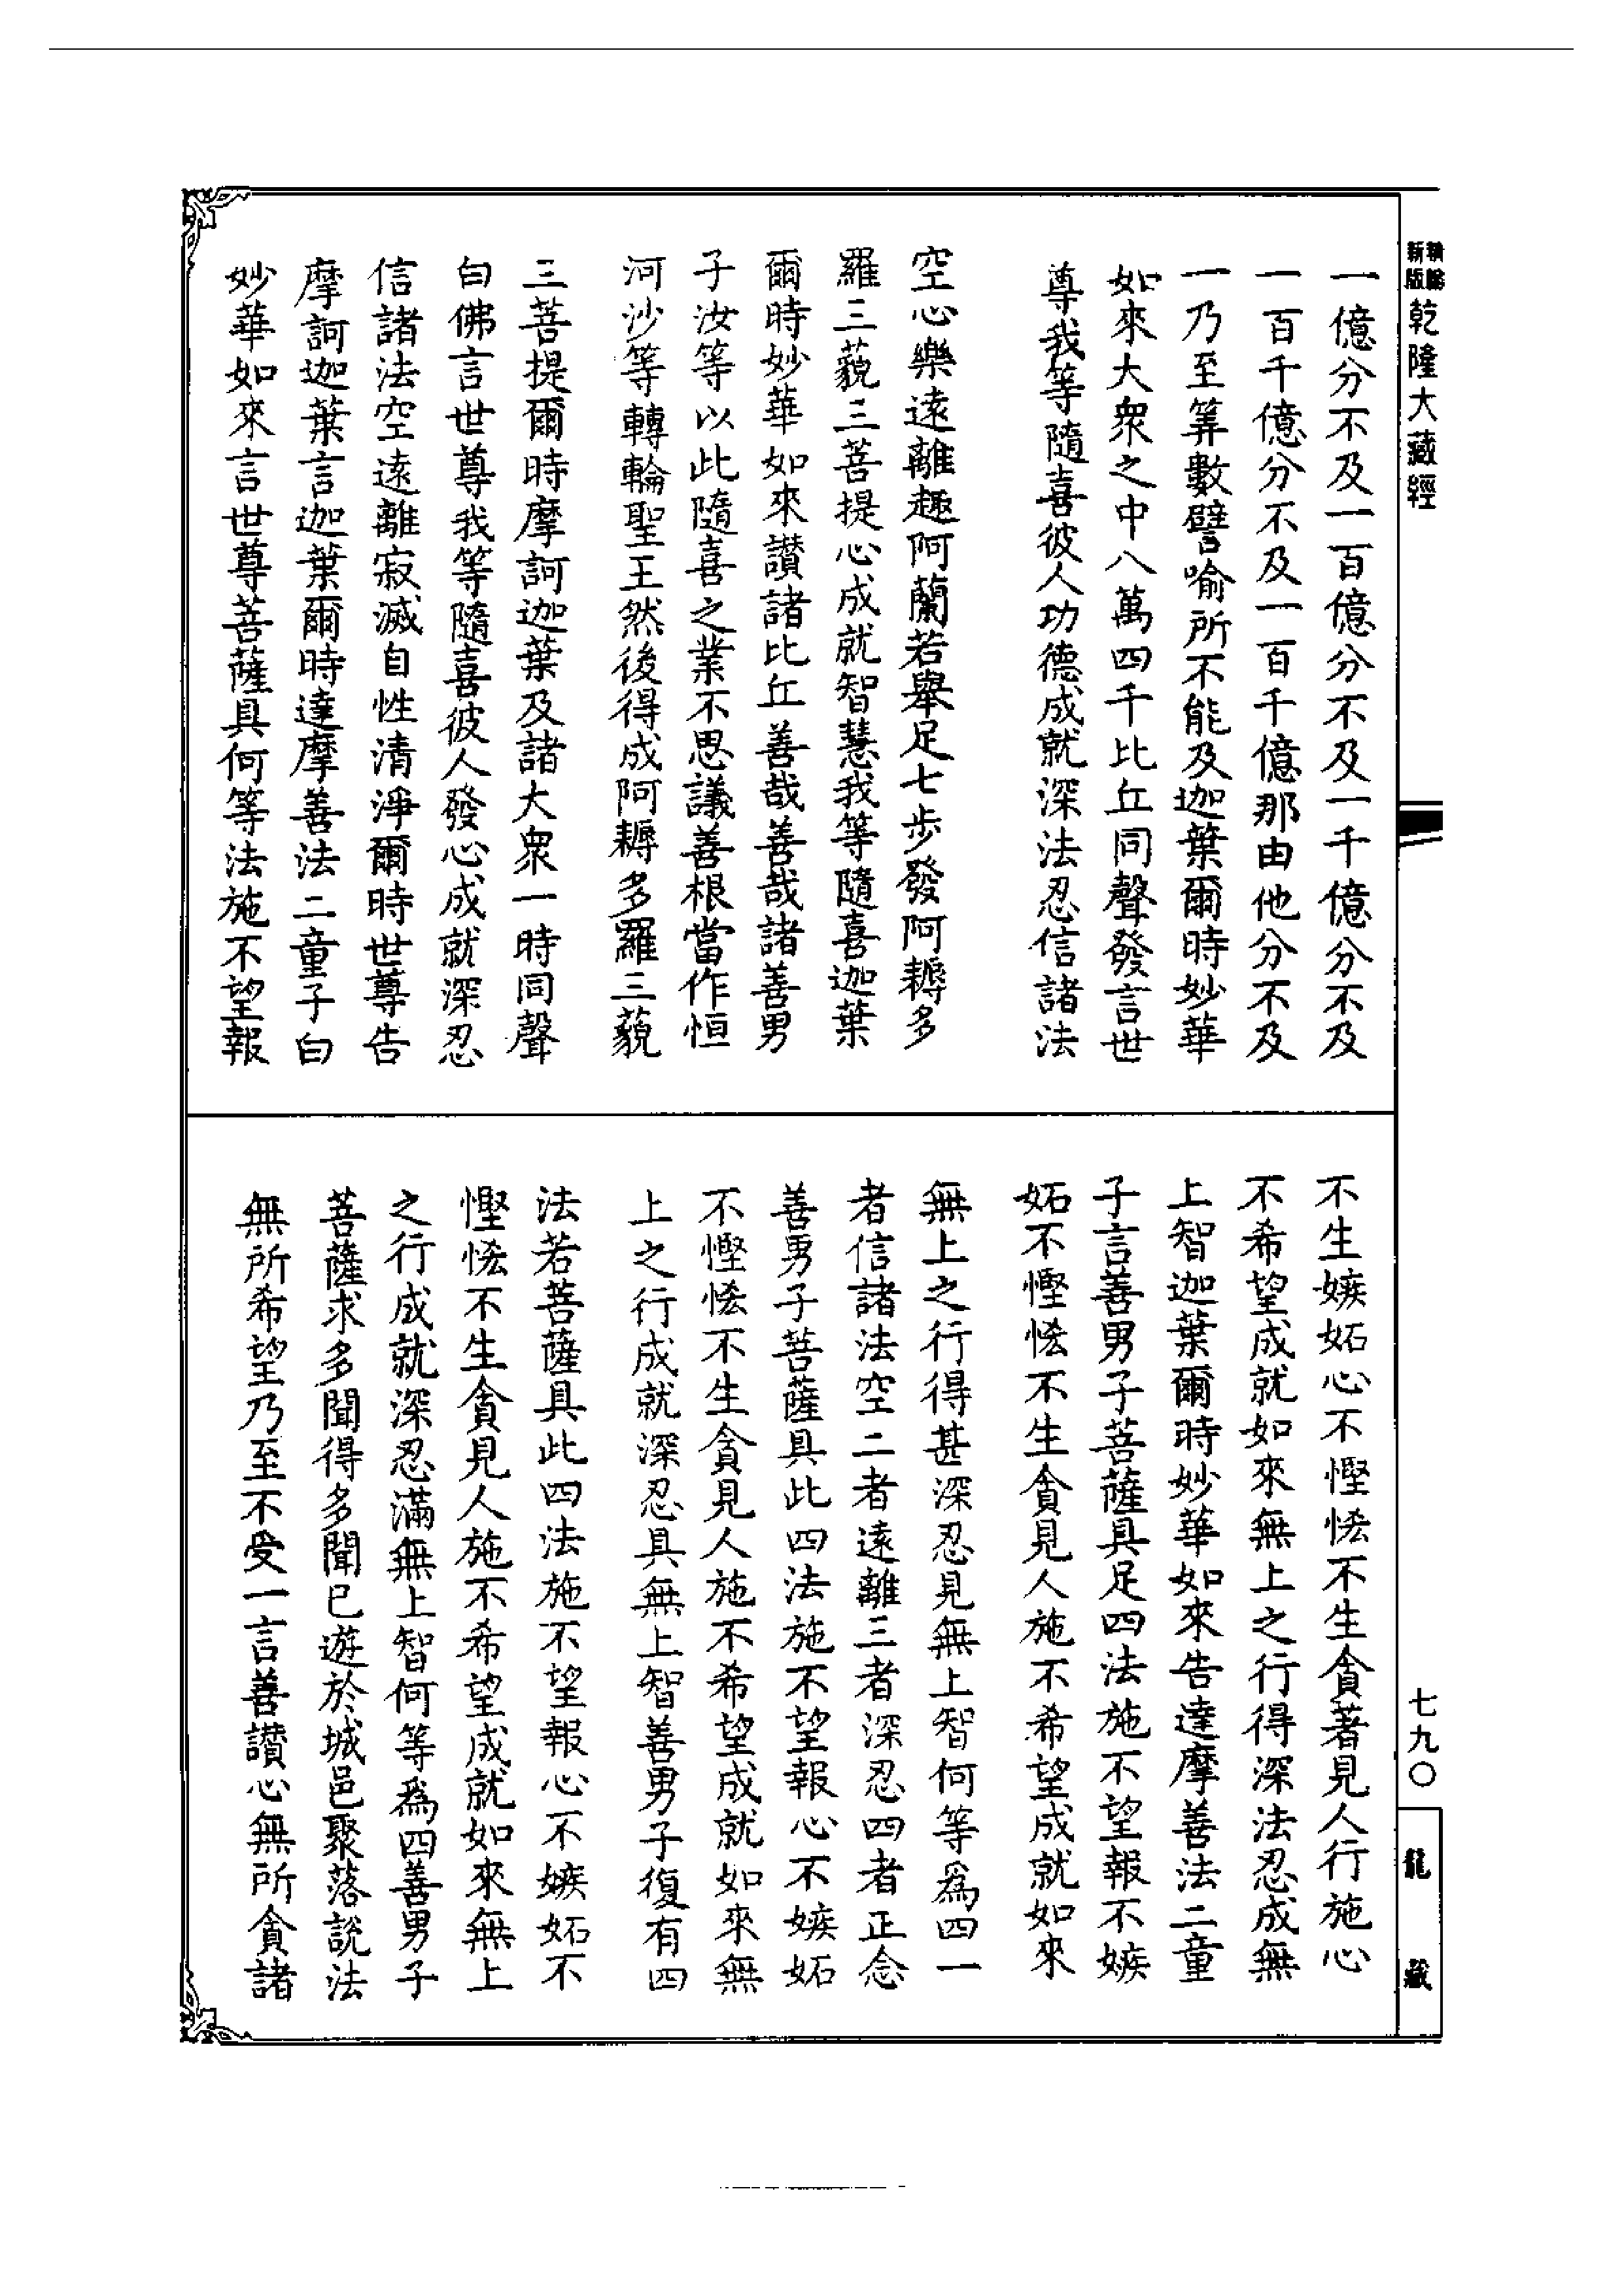 新編縮版
乾隆大藏經
一億分不及一百億分不及一千億分不及
一百千億分不及一百千億那由他分不及
一乃至筭數譬喻所不能及迦葉爾時妙華
如來大衆之中八萬四千比丘同聲發言世
尊我等隨喜彼人功德成就深法忍信諸法
空心樂遠離趣阿蘭若舉足七步發阿耨多
羅三藐三菩提心成就智慧我等隨喜迦葉
爾時妙華如來讃諸比丘善哉善哉諸善男
子汝等以此隨喜之業不思議善根當作恒
河沙等轉輪聖王然後得成阿耨多羅三藐
三菩提爾時摩訶迦葉及諸大衆一時同聲
白佛言世尊我等隨喜彼人發心成就深忍
信諸法空遠離寂滅自性清淨爾時世尊告
摩訶迦葉言迦葉爾時達摩善法二童子白
妙華如來言世尊菩薩具何等法施不望報
不生嫉妬心不慳悋不生貪著見人行施心
不希望成就如來無上之行得深法忍成無
上智迦葉爾時妙華如來告達摩善法二童
子言善男子菩薩具足四法施不望報不嫉
妬不慳悋不生貪見人施不希望成就如來
無上之行得甚深忍見無上智何等爲四一
者信諸法空二者遠離三者深忍四者正念
善男子菩薩具此四法施不望報心不嫉妬
不慳悋不生貪見人施不希望成就如來無
上之行成就深忍具無上智善男子復有四
法若菩薩具此四法施不望報心不嫉妬不
慳悋不生貪見人施不希望成就如來無上
之行成就深忍滿無上智何等爲四善男子
菩薩求多聞得多聞已遊於城邑聚落說法
無所希望乃至不受一言善讃心無所貪諸
七九〇
龍藏